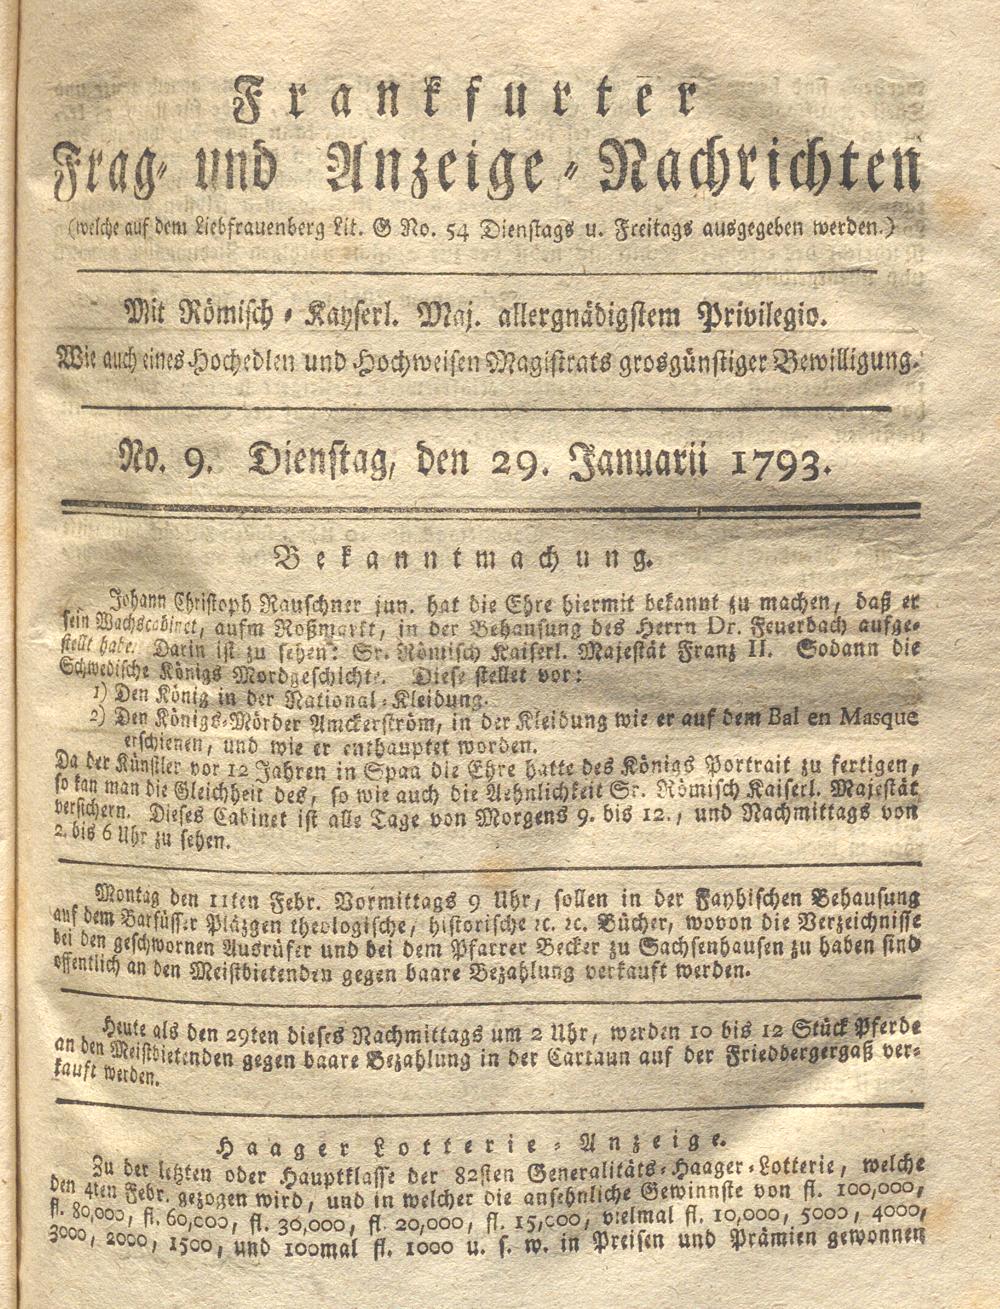 Frankfurter
Frag- und Anzeige-Nachrichten
(welche auf dem Liebfrauenberg Lit. G No. 54 Dienstags u. Freitags ausgegeben werden.)
Mit Römisch-Kayserl. Maj. allergnädigstem Privilegio.
Wie auch eines Hochedlen und Hochweisen Magistrats grosgünstiger Bewilligung.
No. 9. Dienstag, den 29. Januarii 1793.
Bekanntmachung.
Johann Christoph Rauschner jun. hat die Ehre hiermit bekannt zu machen, daß er
sein Wachscabinet, aufm Roßmarkt, in der Behausung des Herrn Dr. Feuerbach aufge-
stellt habe. Darin ist zu sehen: Sr. Römisch Kaiserl. Majestät Franz II. Sodann die
Schwedische Königs Mordgeschichte. Diese stellet vor:
1) Den König in der National-Kleidung.
2) Den Königs-Mörder Amckerström, in der Kleidung wie er auf dem Bal en Masque
erschienen, und wie er enthauptet worden.
Da der Künstler vor 12 Jahren in Spaa die Ehre hatte des Königs Portrait zu fertigen,
so kan man die Gleichheit des, so wie auch die Aehnlichkeit Sr. Römisch Kaiserl. Majestät
versichern. Dieses Cabinet ist alle Tage von Morgens 9. bis 12., und Nachmittags von
2. bis 6 Uhr zu sehen.
Montag den 11ten Febr. Vormittags 9 Uhr, sollen in der Fayhischen Behausung
auf dem Barfüsser Pläzgen theologische, historische ꝛc. ꝛc. Bücher, wovon die Verzeichnisse
bei den geschwornen Ausrüfer und bei dem Pfarrer Becker zu Sachsenhausen zu haben sind
öffentlich an den Meistbietenden gegen baare Bezahlung verkauft werden.
Heute als den 29ten dieses Nachmittags um 2 Uhr, werden 10 bis 12 Stück Pferde
an den Meistbietenden gegen baare Bezahlung in der Cartaun auf der Friedbergergaß ver-
kauft werden.
Haager Lotterie-Anzeige.
Zu der letzten oder Hauptklasse der 82sten Generalitäts-Haager-Lotterie, welche
den 4ten Febr. gezogen wird, und in welcher die ansehnliche Gewinnste von fl. 100,000,
fl. 80,000, fl. 60,000, fl. 30,000, fl. 20,000, fl. 15,000, vielmal fl. 10,000, 5000, 4000,
3000, 2000, 1500, und 100mal fl. 1000 u. s. w. in Preisen und Prämien gewonnen